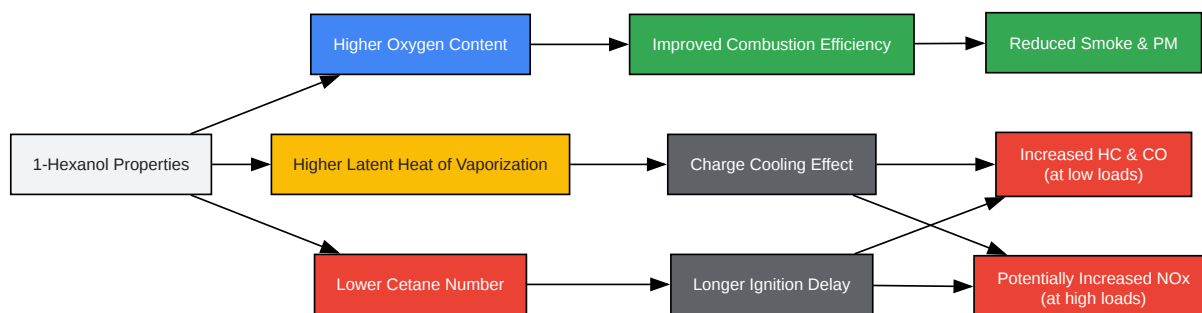 Higher Oxygen Content
Improved Combustion Efficiency
Reduced Smoke & PM
1-Hexanol Properties
Higher Latent Heat of Vaporization
Charge Cooling Effect
Increased HC & CO
(at low loads)
Lower Cetane Number
Longer Ignition Delay
Potentially Increased NOx
(at high loads)